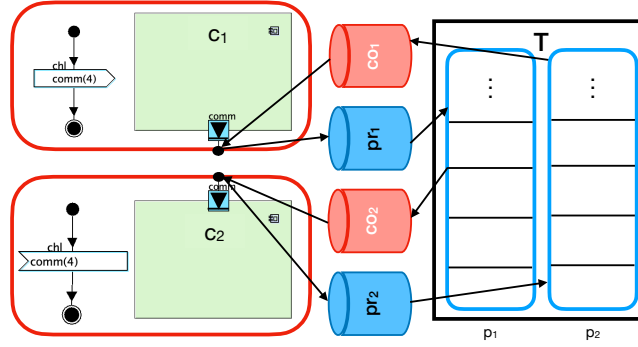 C1
chl
comm(4)
comm
co1
pr1
T
⋮
⋮
comm
C2
chl
comm(4)
co2
pr2
p1
p2